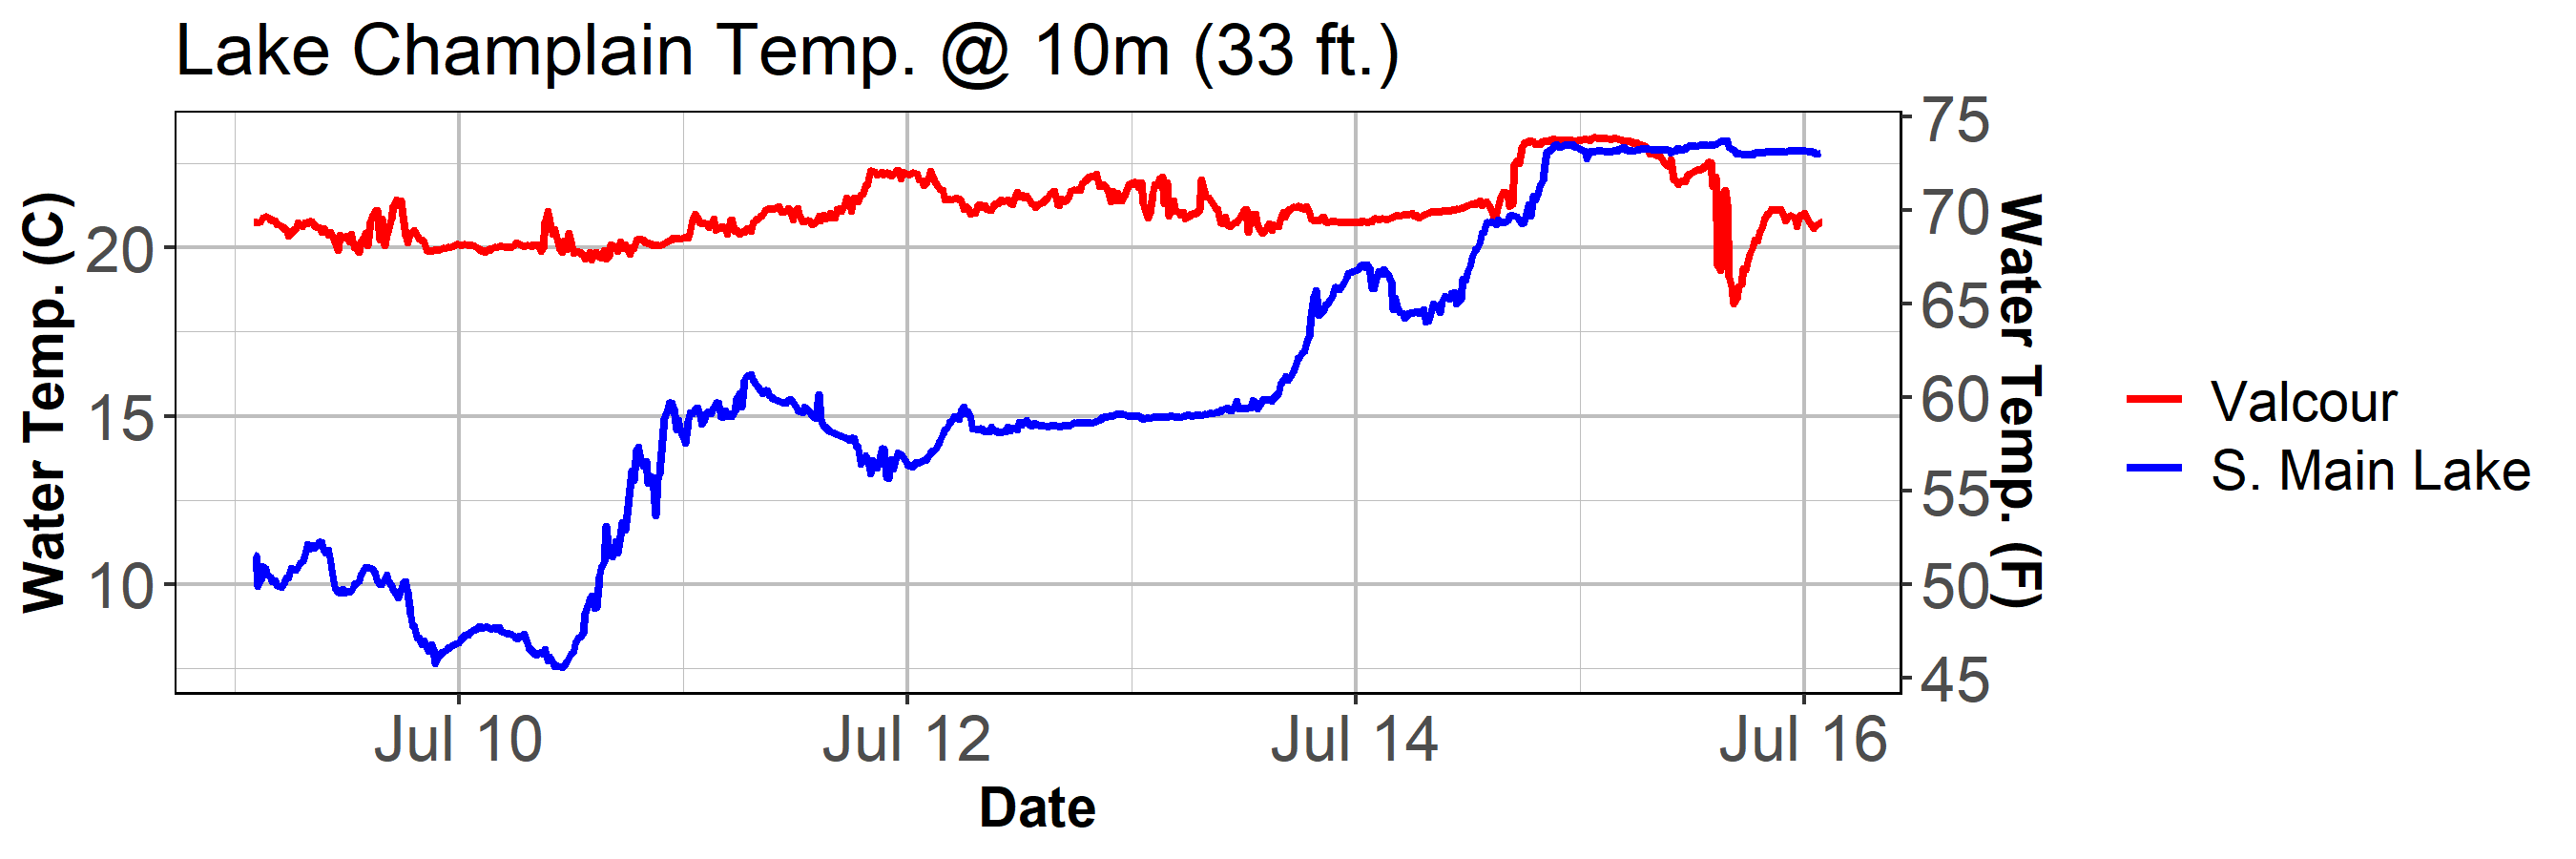 Lake Champlain Temp. @ 10m (33 ft.)
Water Temp. (C)
20
15
10
75
70
65
60
55
50
45
Water Temp. (F)
Jul 10
Jul 12
Jul 14
Jul 16
Date
Valcour
S. Main Lake